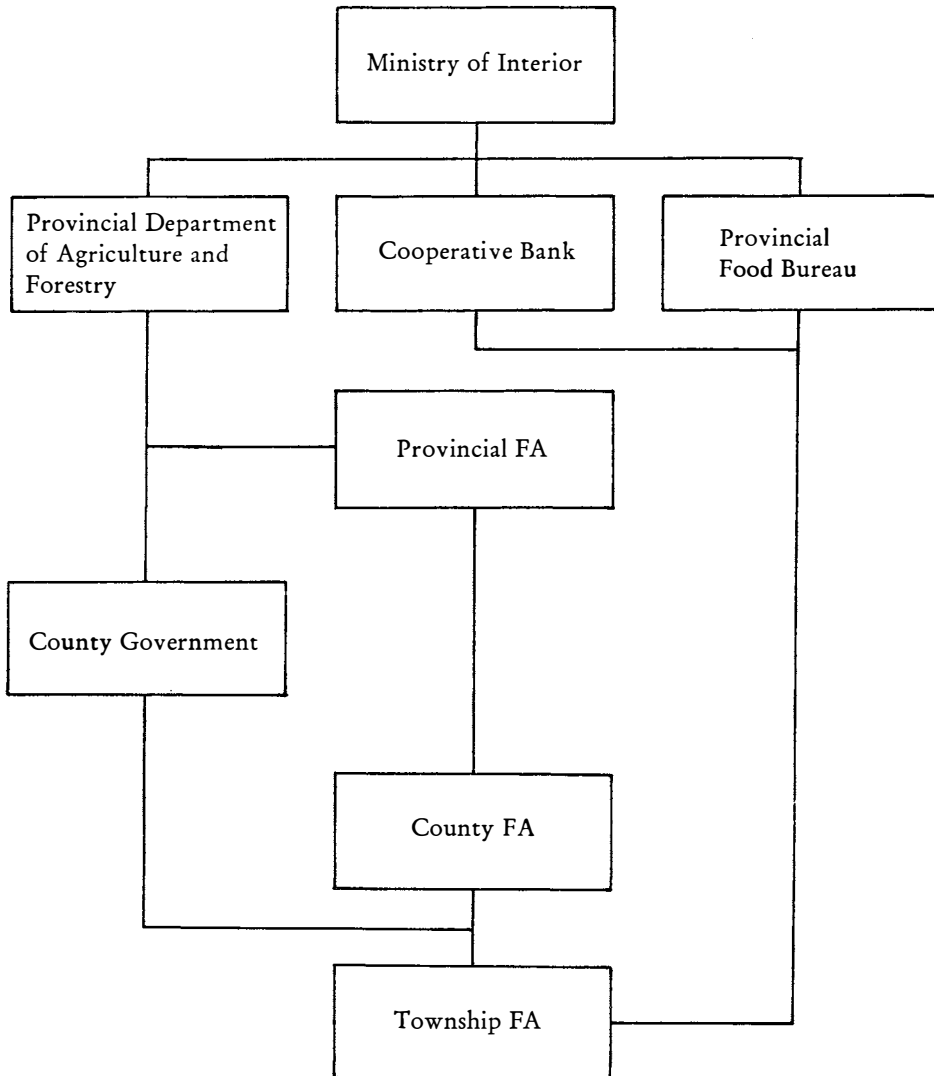 Ministry of Interior
Provincial Department
of Agriculture and
Forestry
Cooperative Bank
Provincial
Food Bureau
Provincial FA
County Government
County FA
Township FA